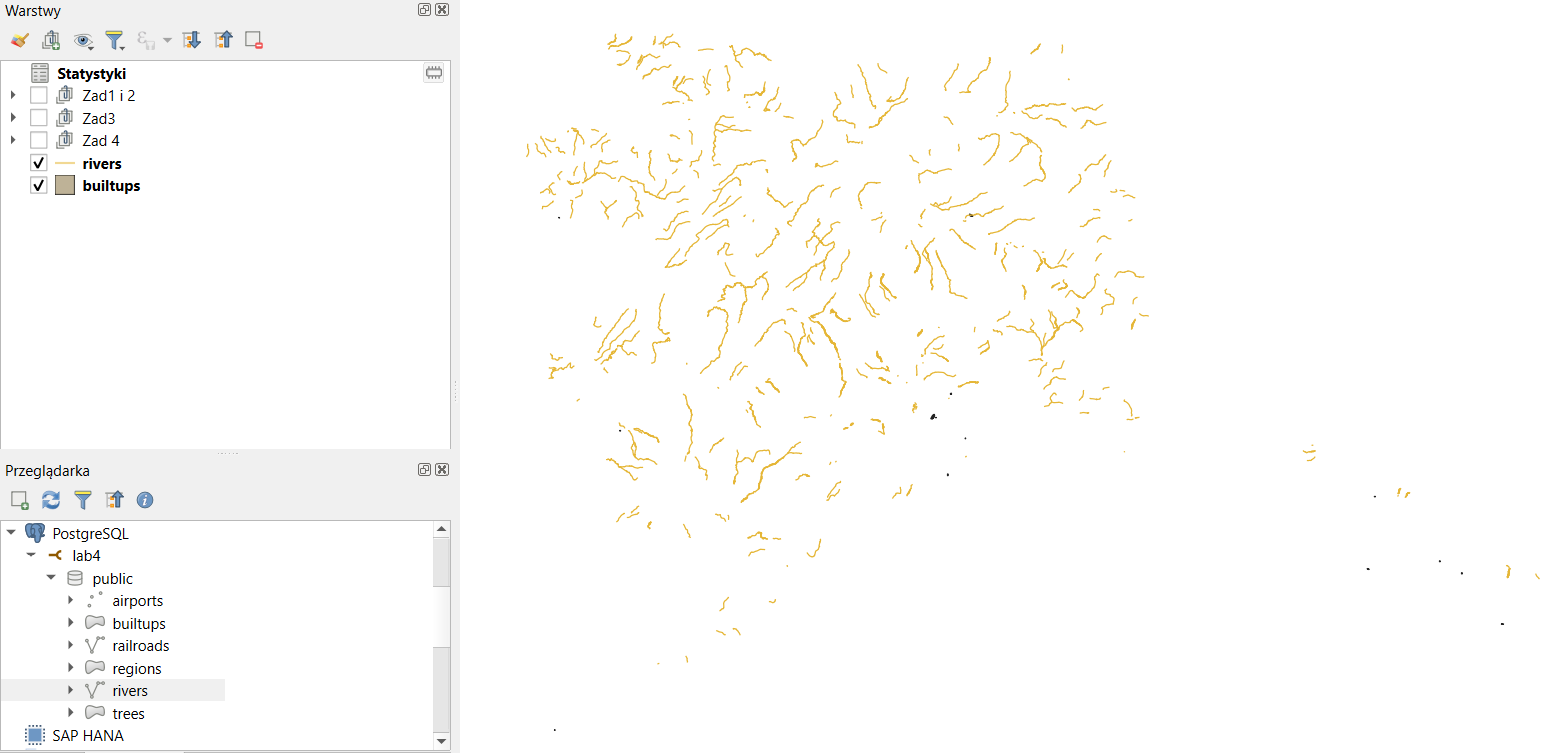 Warstwy
Statystyki
Zad1 i 2
Zad3
Zad 4
rivers
builtups
Przeglądarka
PostgreSQL
lab4
public
airports
builtups
railroads
regions
rivers
trees
SAP HANA